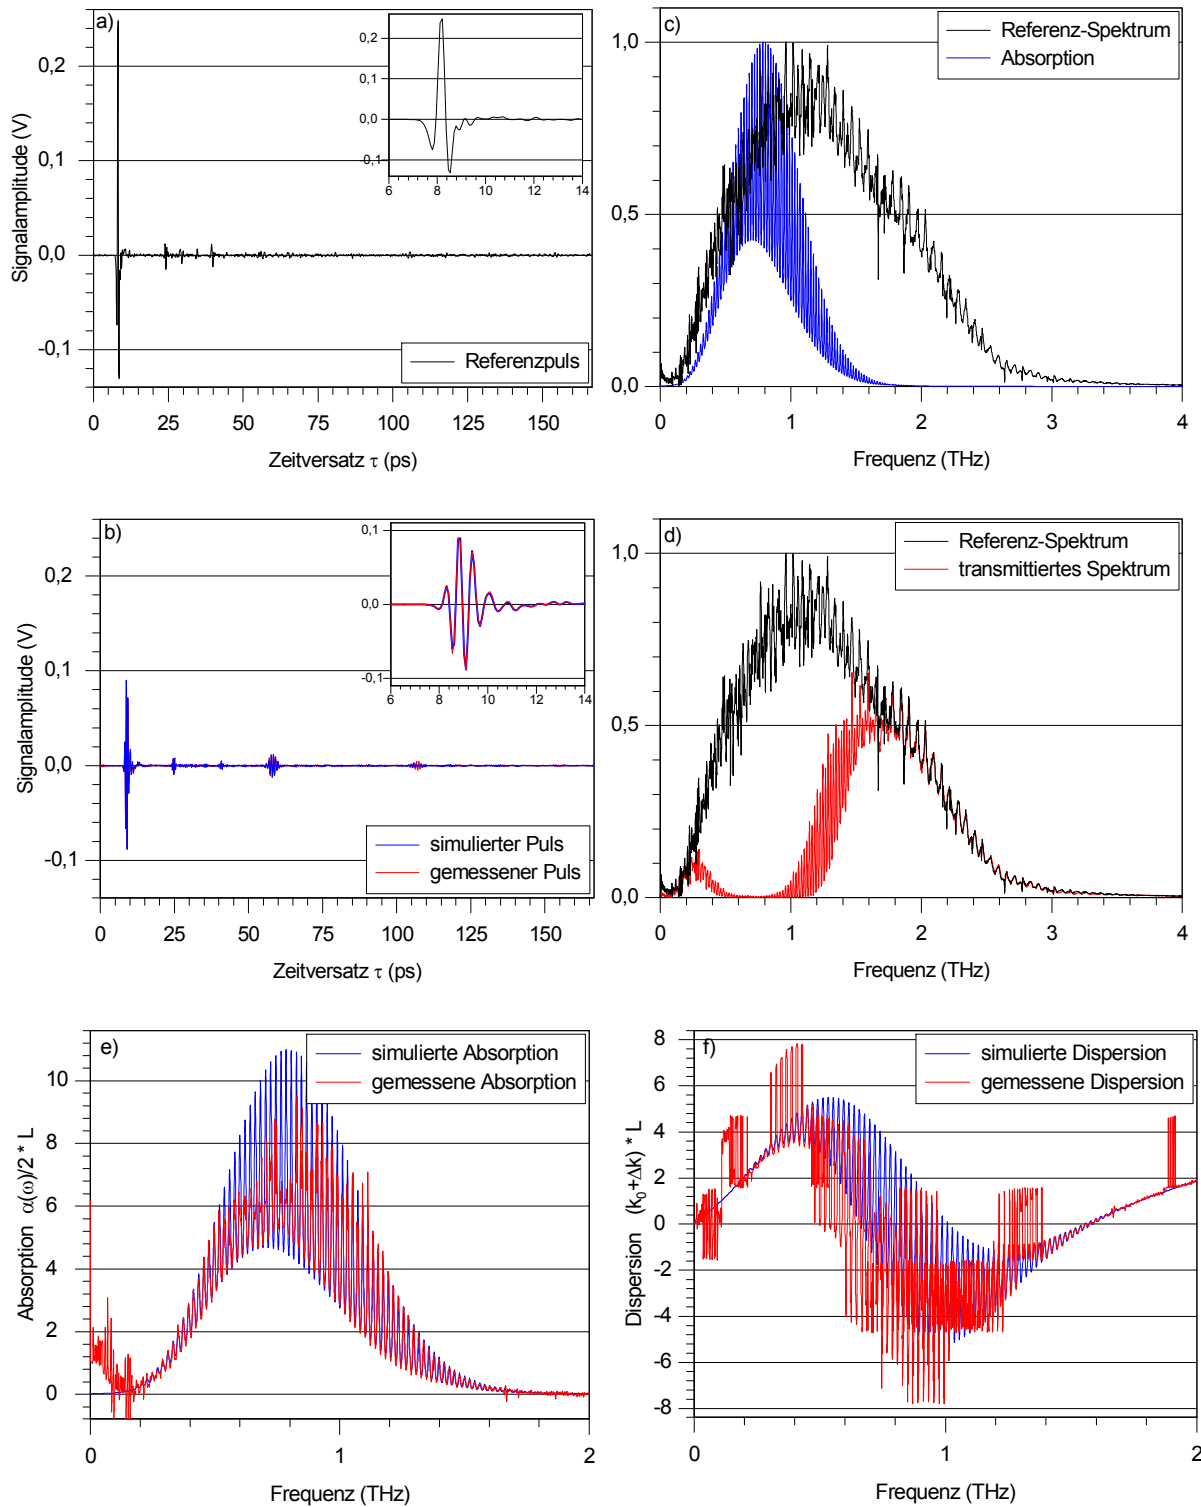 a)
Signalamplitude (V)
0,2
0,1
0,0
-0,1
0,2
0,1
0,0
-0,1
6 8 10 12 14
Referenzpuls
0 25 50 75 100 125 150
Zeitversatz τ (ps)
c)
1,0
0,5
0,0
Referenz-Spektrum
Absorption
0 1 2 3 4
Frequenz (THz)
b)
Signalamplitude (V)
0,2
0,1
0,0
-0,1
0,1
0,0
-0,1
6 8 10 12 14
simulierter Puls
gemessener Puls
0 25 50 75 100 125 150
Zeitversatz τ (ps)
d)
1,0
0,5
0,0
Referenz-Spektrum
transmittiertes Spektrum
0 1 2 3 4
Frequenz (THz)
e)
Absorption α(ω)/2 * L
10
8
6
4
2
0
simulierte Absorption
gemessene Absorption
0 1 2
Frequenz (THz)
f)
Dispersion (k0+Δk) * L
8
6
4
2
0
-2
-4
-6
-8
simulierte Dispersion
gemessene Dispersion
0 1 2
Frequenz (THz)